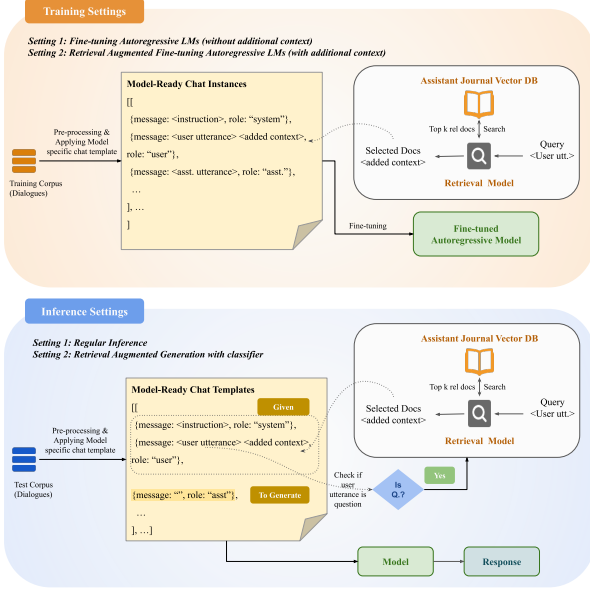 Training Settings
Setting 1: Fine-tuning Autoregressive LMs (without additional context)
Setting 2: Retrieval Augmented Fine-tuning Autoregressive LMs (with additional context)
Pre-processing &
Applying Model
specific chat template
Training Corpus
(Dialogues)
Model-Ready Chat Instances
[[
{message: <instruction>, role: “system”},
{message: <user utterance> <added context>,
role: “user”},
{message: <asst. utterance>, role: “asst.”},
…
], …
]
Assistant Journal Vector DB
Top k rel docs
Search
Selected Docs
<added context>
Query
<User utt.>
Retrieval Model
Fine-tuning
Fine-tuned
Autoregressive Model
Inference Settings
Setting 1: Regular Inference
Setting 2: Retrieval Augmented Generation with classifier
Pre-processing &
Applying Model
specific chat template
Test Corpus
(Dialogues)
Model-Ready Chat Templates
[[
Given
{message: <instruction>, role: “system”},
{message: <user utterance> <added context>,
role: “user”},
{message: “”, role: “asst”},
To Generate
…
], …]
Assistant Journal Vector DB
Top k rel docs
Search
Selected Docs
<added context>
Query
<User utt.>
Retrieval Model
Check if
user
utterance is
question
Is
Q.?
Yes
Model
Response